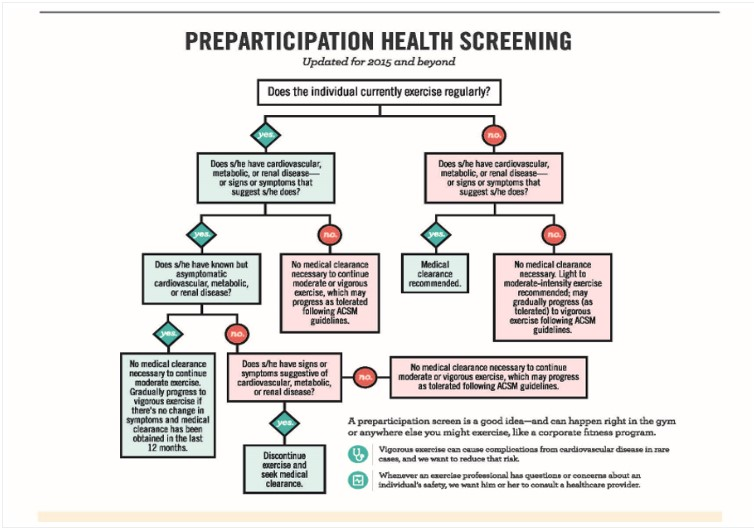 PREPARTICIPATION HEALTH SCREENING
Updated for 2015 and beyond
Does the individual currently exercise regularly?
yes.
no.
Does s/he have cardiovascular,
metabolic, or renal disease—
or signs or symptoms that
suggest s/he does?
Does s/he have cardiovascular,
metabolic, or renal disease—
or signs or symptoms that
suggest s/he does?
yes.
no.
yes.
no.
Does s/he have known but
asymptomatic
cardiovascular, metabolic,
or renal disease?
No medical clearance
necessary to continue
moderate or vigorous
exercise, which may
progress as tolerated
following ACSM
guidelines.
Medical
clearance
recommended.
No medical clearance
necessary. Light to
moderate-intensity exercise
recommended; may
gradually progress (as
tolerated) to vigorous
exercise following ACSM
guidelines.
yes.
no.
No medical clearance
necessary to continue
moderate exercise.
Gradually progress to
vigorous exercise if
there's no change in
symptoms and medical
clearance has been
obtained in the last
12 months.
Does s/he have signs or
symptoms suggestive of
cardiovascular, metabolic,
or renal disease?
no.
No medical clearance necessary to continue
moderate or vigorous exercise, which may progress
as tolerated following ACSM guidelines.
yes.
Discontinue
exercise and
seek medical
clearance.
A preparticipation screen is a good idea—and can happen right in the gym
or anywhere else you might exercise, like a corporate fitness program.
Vigorous exercise can cause complications from cardiovascular disease in rare
cases, and we want to reduce that risk.
Whenever an exercise professional has questions or concerns about an
individual's safety, we want him or her to consult a healthcare provider.